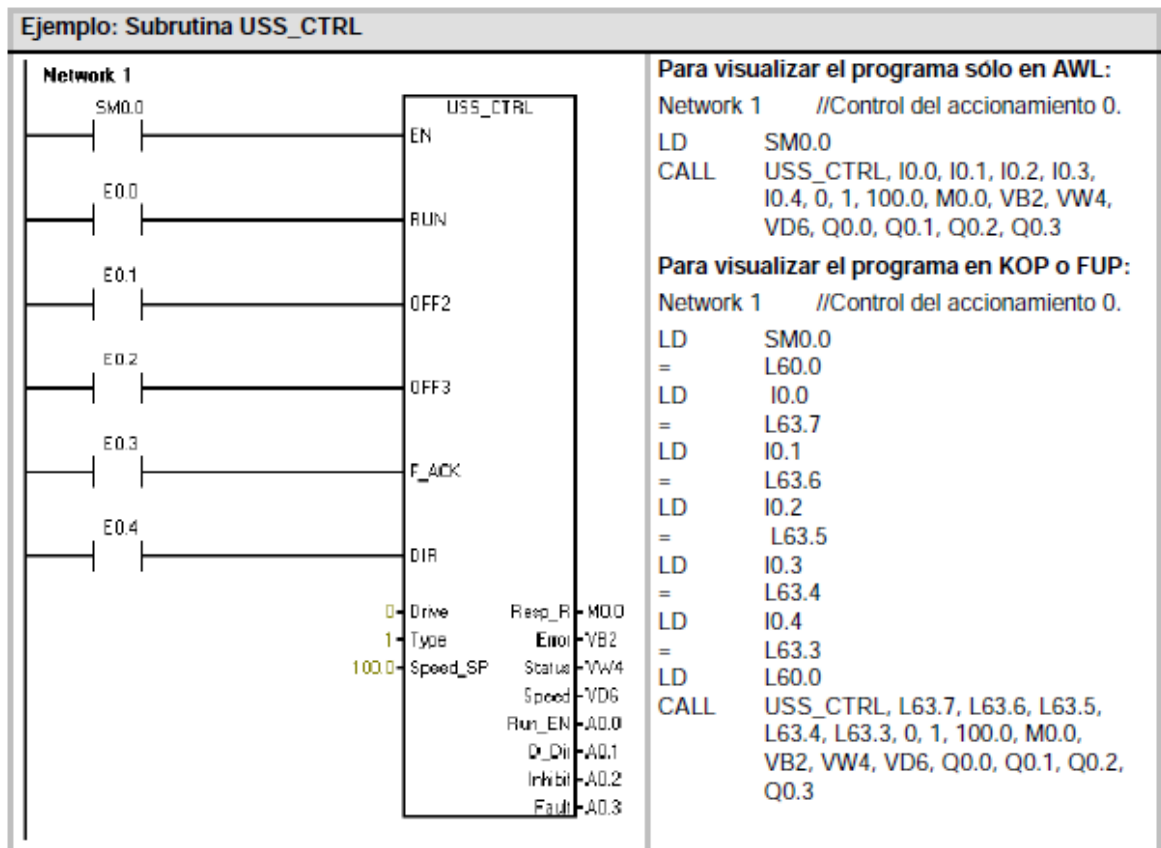 Ejemplo: Subrutina USS_CTRL
Network 1
SM0.0
USS_CTRL
EN
E0.0
RUN
E0.1
OFF2
E0.2
OFF3
E0.3
F_ACK
E0.4
DIR
0 Drive Resp_R M0.0
1 Type Error VB2
100.0 Speed_SP Status VW4
Speed VD6
Run_EN A0.0
D_Dir A0.1
Inhibit A0.2
Fault A0.3
Para visualizar el programa sólo en AWL:
Network 1 //Control del accionamiento 0.
LD SM0.0
CALL USS_CTRL, I0.0, I0.1, I0.2, I0.3,
I0.4, 0, 1, 100.0, M0.0, VB2, VW4,
VD6, Q0.0, Q0.1, Q0.2, Q0.3
Para visualizar el programa en KOP o FUP:
Network 1 //Control del accionamiento 0.
LD SM0.0
= L60.0
LD I0.0
= L63.7
LD I0.1
= L63.6
LD I0.2
= L63.5
LD I0.3
= L63.4
LD I0.4
= L63.3
LD L60.0
CALL USS_CTRL, L63.7, L63.6, L63.5,
L63.4, L63.3, 0, 1, 100.0, M0.0,
VB2, VW4, VD6, Q0.0, Q0.1, Q0.2,
Q0.3